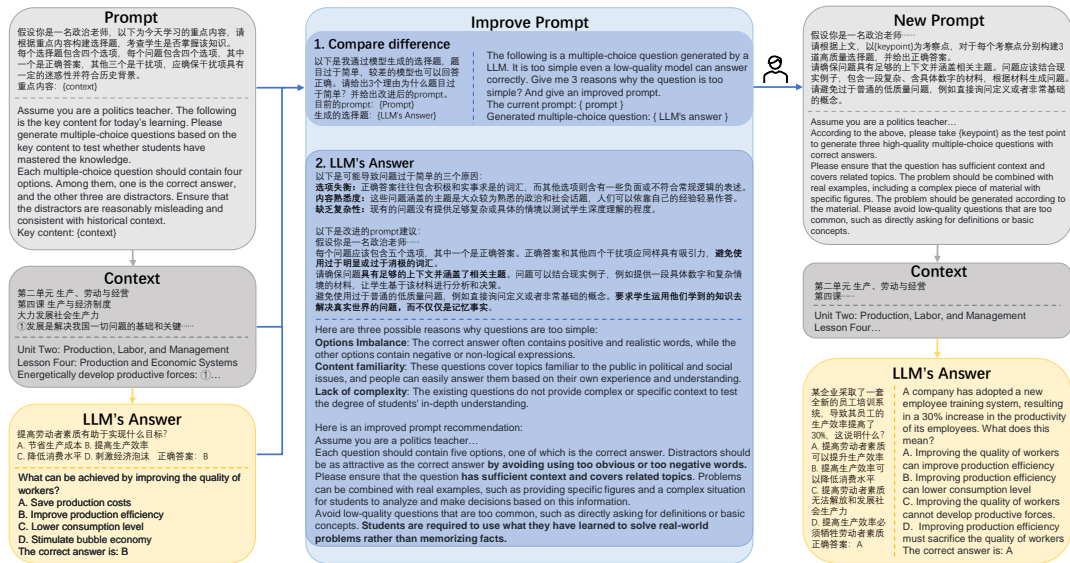 Prompt
假设你是一名政治老师，以下为今天学习的重点内容，请
根据重点内容构建选择题，考查学生是否掌握该知识。
每个选择题包含四个选项，每个问题包含四个选项，其中
一个是正确答案，其他三个是干扰项，应确保干扰项具有
一定的迷惑性并符合历史背景。
重点内容：{context}
Assume you are a politics teacher. The following
is the key content for today's learning. Please
generate multiple-choice questions based on the
key content to test whether students have
mastered the knowledge.
Each multiple-choice question should contain four
options. Among them, one is the correct answer,
and the other three are distractors. Ensure that
the distractors are reasonably misleading and
consistent with historical context.
Key content: {context}
Context
第二单元 生产、劳动与经营
第四课 生产与经济制度
大力发展社会生产力
①发展是解决我国一切问题的基础和关键……
Unit Two: Production, Labor, and Management
Lesson Four: Production and Economic Systems
Energetically develop productive forces: ①…
LLM's Answer
提高劳动者素质有助于实现什么目标？
A. 节省生产成本 B. 提高生产效率
C. 降低消费水平 D. 刺激经济泡沫 正确答案： B
What can be achieved by improving the quality of
workers?
A. Save production costs
B. Improve production efficiency
C. Lower consumption level
D. Stimulate bubble economy
The correct answer is: B
Improve Prompt
1. Compare difference
以下是我通过模型生成的选择题，题
目过于简单，较差的模型也可以回答
正确。请给出3个理由为什么题目过
于简单？并给出改进后的prompt。
目前的prompt：{Prompt}
生成的选择题：{LLM's Answer}
The following is a multiple-choice question generated by a
LLM. It is too simple even a low-quality model can answer
correctly. Give me 3 reasons why the question is too
simple? And give an improved prompt.
The current prompt: { prompt }
Generated multiple-choice question: { LLM's answer }
2. LLM's Answer
以下是可能导致问题过于简单的三个原因：
选项失衡：正确答案往往包含积极和实事求是的词汇，而其他选项则含有一些负面或不符合常规逻辑的表述。
内容熟悉度：这些问题涵盖的主题是大众较为熟悉的政治和社会话题，人们可以依靠自己的经验轻易作答。
缺乏复杂性：现有的问题没有提供足够复杂或具体的情境以测试学生深度理解的程度。
以下是改进的prompt建议：
假设你是一名政治老师……
每个问题应该包含五个选项，其中一个是正确答案。正确答案和其他四个干扰项应同样具有吸引力，避免使
用过于明显或过于消极的词汇。
请确保问题具有足够的上下文并涵盖了相关主题。问题可以结合现实例子，例如提供一段具体数字和复杂情
境的材料，让学生基于该材料进行分析和决策。
避免使用过于普通的低质量问题，例如直接询问定义或者非常基础的概念。要求学生运用他们学到的知识去
解决真实世界的问题，而不仅仅是记忆事实。
Here are three possible reasons why questions are too simple:
Options Imbalance: The correct answer often contains positive and realistic words, while the
other options contain negative or non-logical expressions.
Content familiarity: These questions cover topics familiar to the public in political and social
issues, and people can easily answer them based on their own experience and understanding.
Lack of complexity: The existing questions do not provide complex or specific context to test
the degree of students' in-depth understanding.
Here is an improved prompt recommendation:
Assume you are a politics teacher…
Each question should contain five options, one of which is the correct answer. Distractors should
be as attractive as the correct answer by avoiding using too obvious or too negative words.
Please ensure that the question has sufficient context and covers related topics. Problems
can be combined with real examples, such as providing specific figures and a complex situation
for students to analyze and make decisions based on this information.
Avoid low-quality questions that are too common, such as directly asking for definitions or basic
concepts. Students are required to use what they have learned to solve real-world
problems rather than memorizing facts.
New Prompt
假设你是一名政治老师……
请根据上文，以{keypoint}为考察点，对于每个考察点分别构建3
道高质量选择题，并给出正确答案。
请确保问题具有足够的上下文并涵盖相关主题。问题应该结合现
实例子，包含一段复杂、含具体数字的材料，根据材料生成问题。
请避免过于普通的低质量问题，例如直接询问定义或者非常基础
的概念。
Assume you are a politics teacher…
According to the above, please take {keypoint} as the test point
to generate three high-quality multiple-choice questions with
correct answers.
Please ensure that the question has sufficient context and
covers related topics. The problem should be combined with
real examples, including a complex piece of material with
specific figures. The problem should be generated according to
the material. Please avoid low-quality questions that are too
common, such as directly asking for definitions or basic
concepts.
Context
第二单元 生产、劳动与经营
第四课……
Unit Two: Production, Labor, and Management
Lesson Four…
LLM's Answer
某企业采取了一套
全新的员工培训系
统，导致其员工的
生产效率提高了
30%，这说明什么？
A. 提高劳动者素质
可以提升生产效率
B. 提高生产效率可
以降低消费水平
C. 提高劳动者素质
无法解放和发展社
会生产力
D. 提高生产效率必
须牺牲劳动者素质
正确答案： A
A company has adopted a new
employee training system, resulting
in a 30% increase in the productivity
of its employees. What does this
mean?
A. Improving the quality of workers
can improve production efficiency
B. Improving production efficiency
can lower consumption level
C. Improving the quality of workers
cannot develop productive forces.
D. Improving production efficiency
must sacrifice the quality of workers
The correct answer is: A